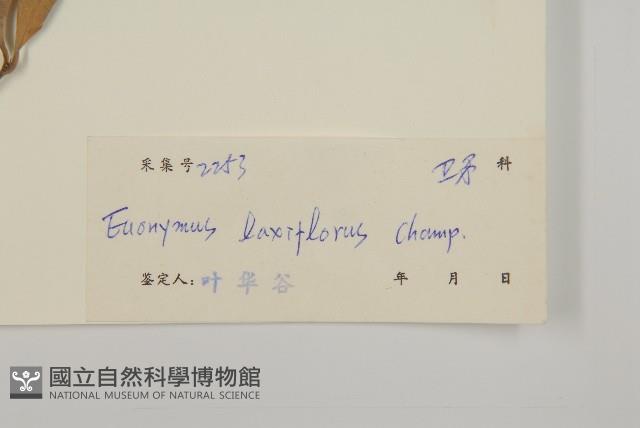 采集号 2253 卫矛 科
Euonymus laxiflorus Champ.
鉴定人: 叶华谷 年 月 日
國立自然科學博物館
NATIONAL MUSEUM OF NATURAL SCIENCE